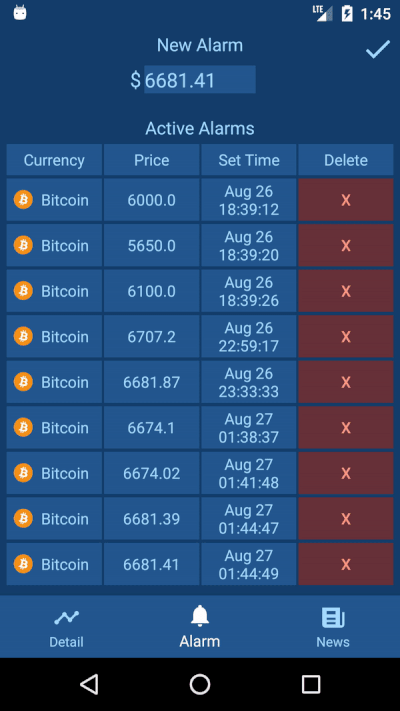 LTE 1:45
New Alarm
$ 6681.41
Active Alarms
Currency Price Set Time Delete
Bitcoin 6000.0 Aug 26 18:39:12 X
Bitcoin 5650.0 Aug 26 18:39:20 X
Bitcoin 6100.0 Aug 26 18:39:26 X
Bitcoin 6707.2 Aug 26 22:59:17 X
Bitcoin 6681.87 Aug 26 23:33:33 X
Bitcoin 6674.1 Aug 27 01:38:37 X
Bitcoin 6674.02 Aug 27 01:41:48 X
Bitcoin 6681.39 Aug 27 01:44:47 X
Bitcoin 6681.41 Aug 27 01:44:49 X
Detail Alarm News